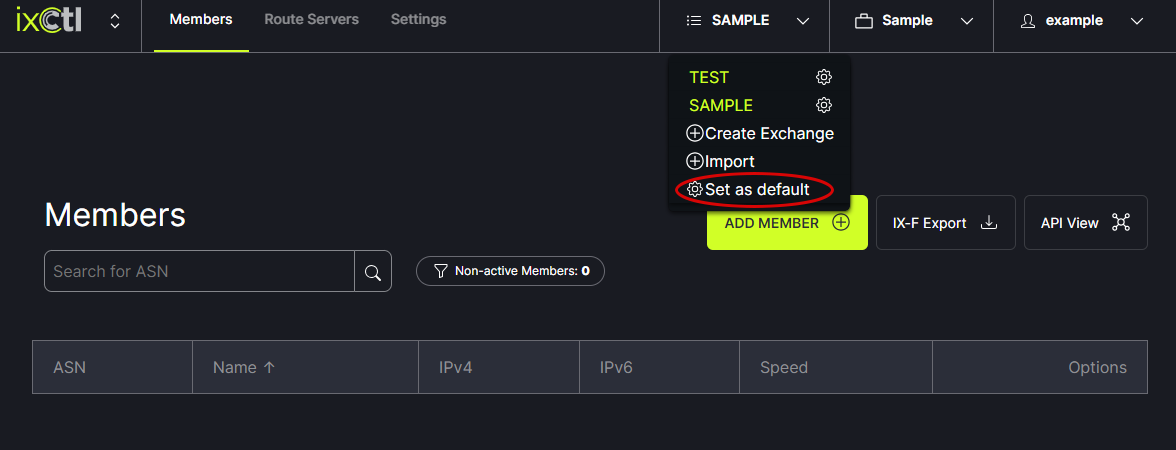 ixCtl Members Route Servers Settings SAMPLE Sample example
TEST
SAMPLE
Create Exchange
Import
Set as default
Members
ADD MEMBER IX-F Export API View
Search for ASN Non-active Members: 0
ASN Name ↑ IPv4 IPv6 Speed Options